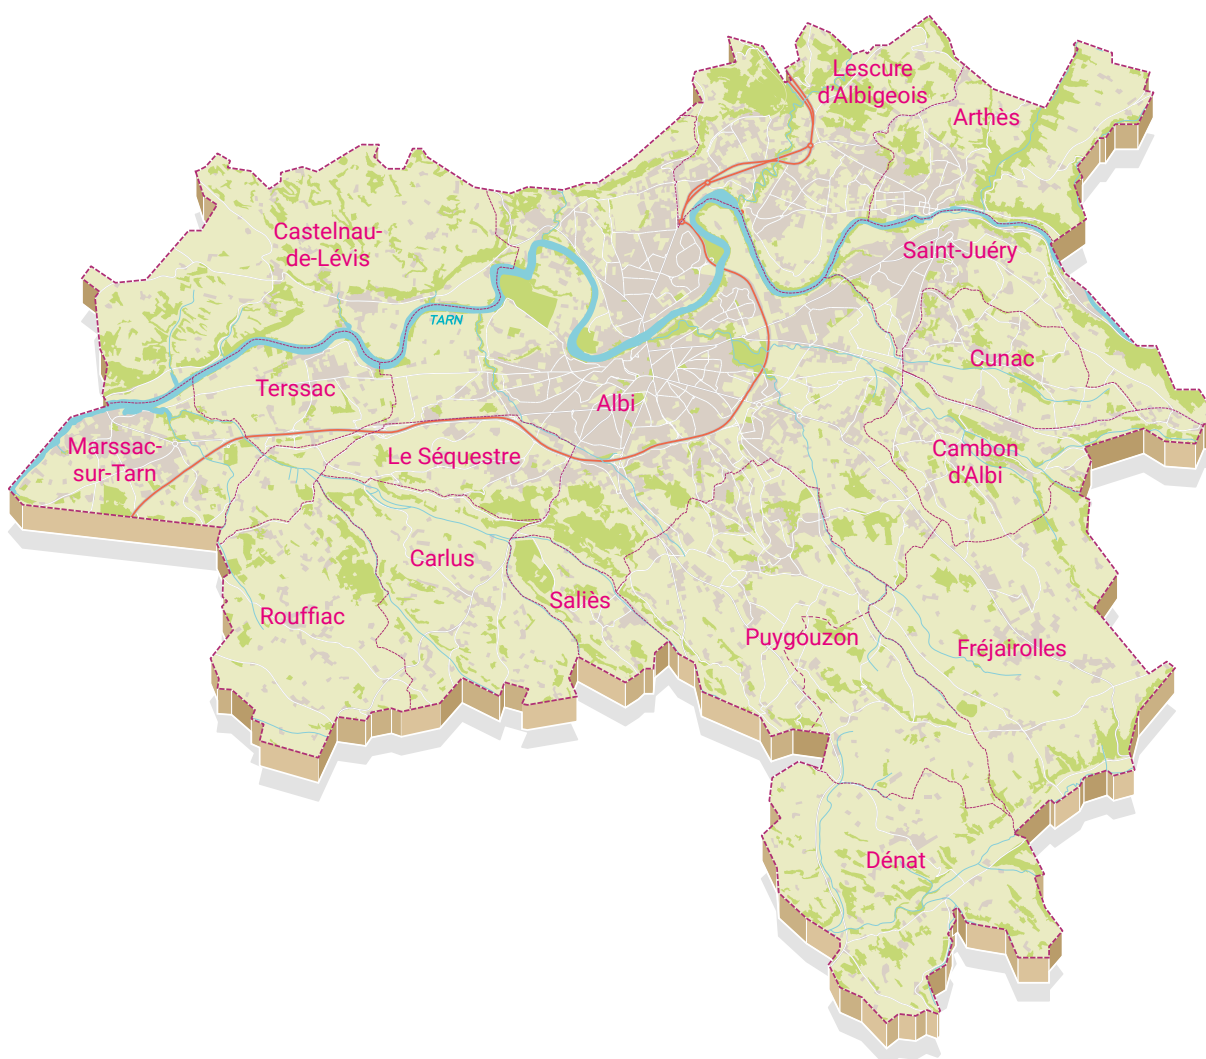 Lescure
d'Albigeois
Arthès
Castelnau-
de-Lévis
Saint-Juéry
TARN
Cunac
Terssac
Albi
Marssac-
sur-Tarn
Le Séquestre
Cambon
d'Albi
Carlus
Saliès
Rouffiac
Puygouzon
Fréjairolles
Dénat